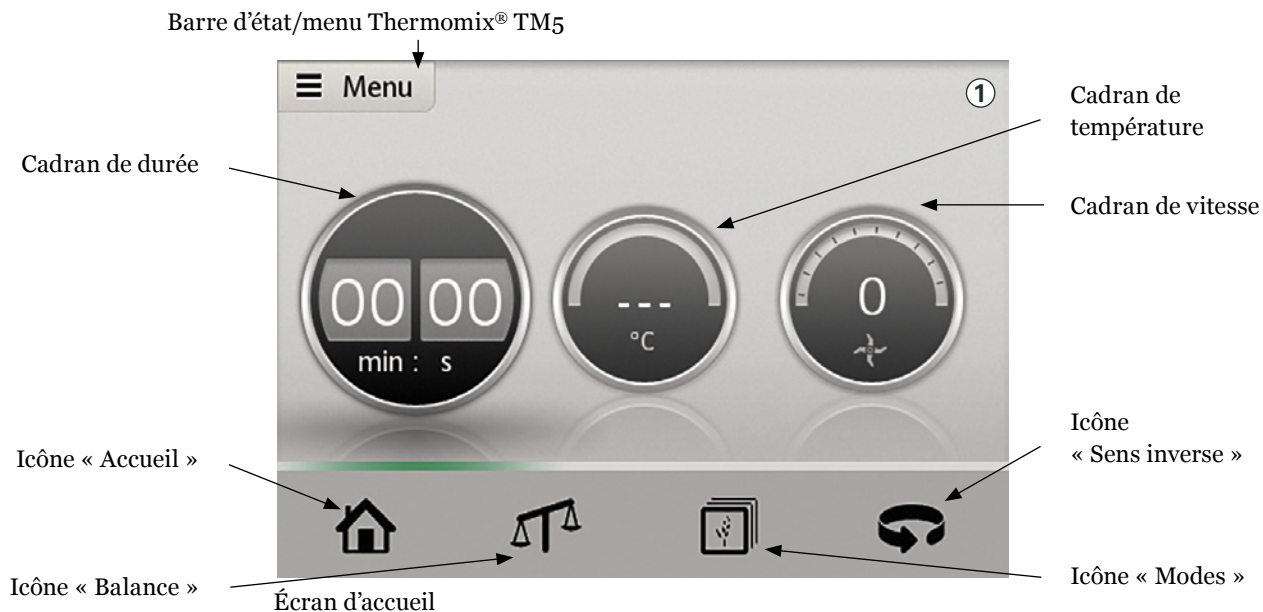 Barre d’état/menu Thermomix® TM5
Menu
①
Cadran de
température
Cadran de durée
Cadran de vitesse
00 00
min : s
---
°C
0
Icône
« Sens inverse »
Icône « Accueil »
Icône « Balance »
Icône « Modes »
Écran d’accueil